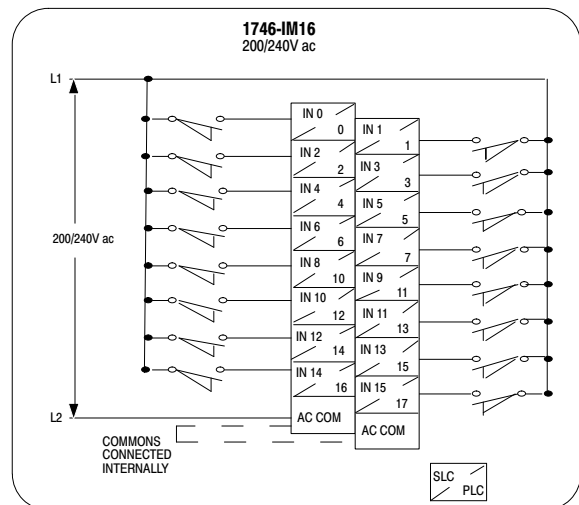 1746-IM16
200/240V ac
L1
IN 0
0
IN 1
1
IN 2
2
IN 3
3
IN 4
4
IN 5
5
IN 6
6
IN 7
7
200/240V ac
IN 8
10
IN 9
11
IN 10
12
IN 11
13
IN 12
14
IN 13
15
IN 14
16
IN 15
17
L2
AC COM
AC COM
COMMONS
CONNECTED
INTERNALLY
SLC
PLC